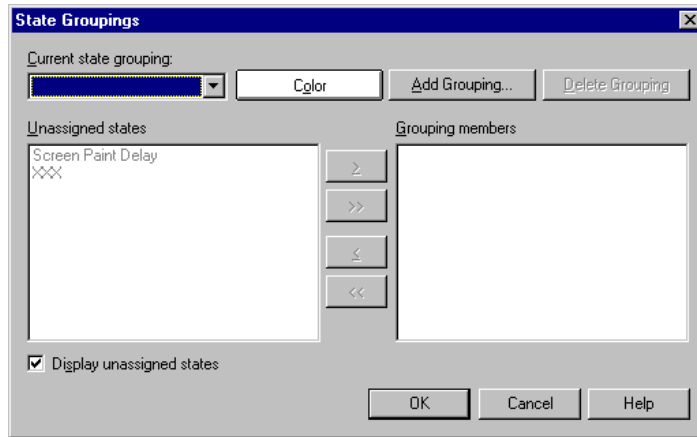 State Groupings
Current state grouping:
Color
Add Grouping...
Delete Grouping
Unassigned states
Grouping members
Screen Paint Delay
XXX
>
>>
<
<<
Display unassigned states
OK
Cancel
Help